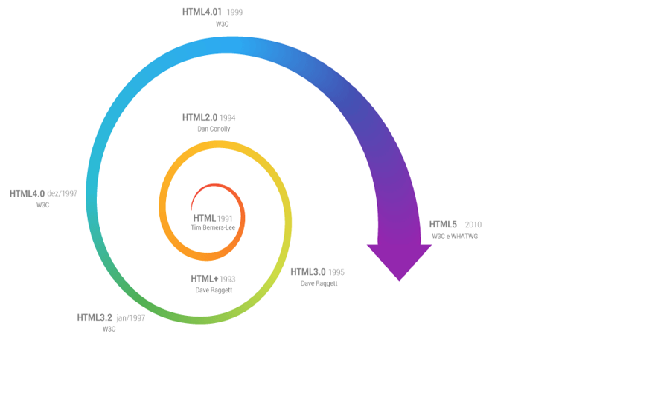 HTML4.01 1999
W3C
HTML2.0 1994
Dan Conolly
HTML4.0 dez/1997
W3C
HTML 1991
Tim Berners-Lee
HTML5 2010
W3C e WHATWG
HTML+ 1993
Dave Raggett
HTML3.0 1995
Dave Raggett
HTML3.2 jan/1997
W3C